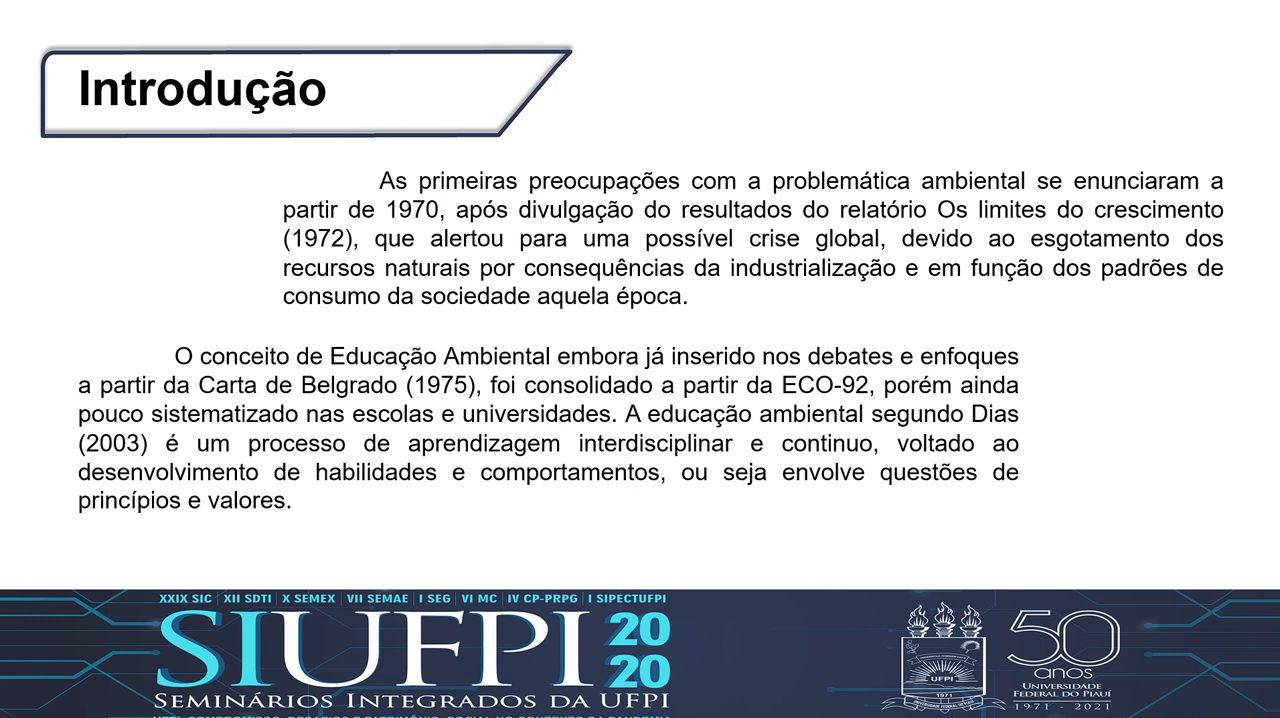 Introdução
As primeiras preocupações com a problemática ambiental se enunciaram a
partir de 1970, após divulgação do resultados do relatório Os limites do crescimento
(1972), que alertou para uma possível crise global, devido ao esgotamento dos
recursos naturais por consequências da industrialização e em função dos padrões de
consumo da sociedade aquela época.
O conceito de Educação Ambiental embora já inserido nos debates e enfoques
a partir da Carta de Belgrado (1975), foi consolidado a partir da ECO-92, porém ainda
pouco sistematizado nas escolas e universidades. A educação ambiental segundo Dias
(2003) é um processo de aprendizagem interdisciplinar e continuo, voltado ao
desenvolvimento de habilidades e comportamentos, ou seja envolve questões de
princípios e valores.
XXIX SIC | XII SDTI | X SEMEX | VII SEMAE | I SEG | VI MC | IV CP-PRPG | I SIPECTUFPI
SIUFPI 20
20
SEMINÁRIOS INTEGRADOS DA UFPI
UFPI
1971
50
anos
UNIVERSIDADE
FEDERAL DO PIAUÍ
1971 - 2021